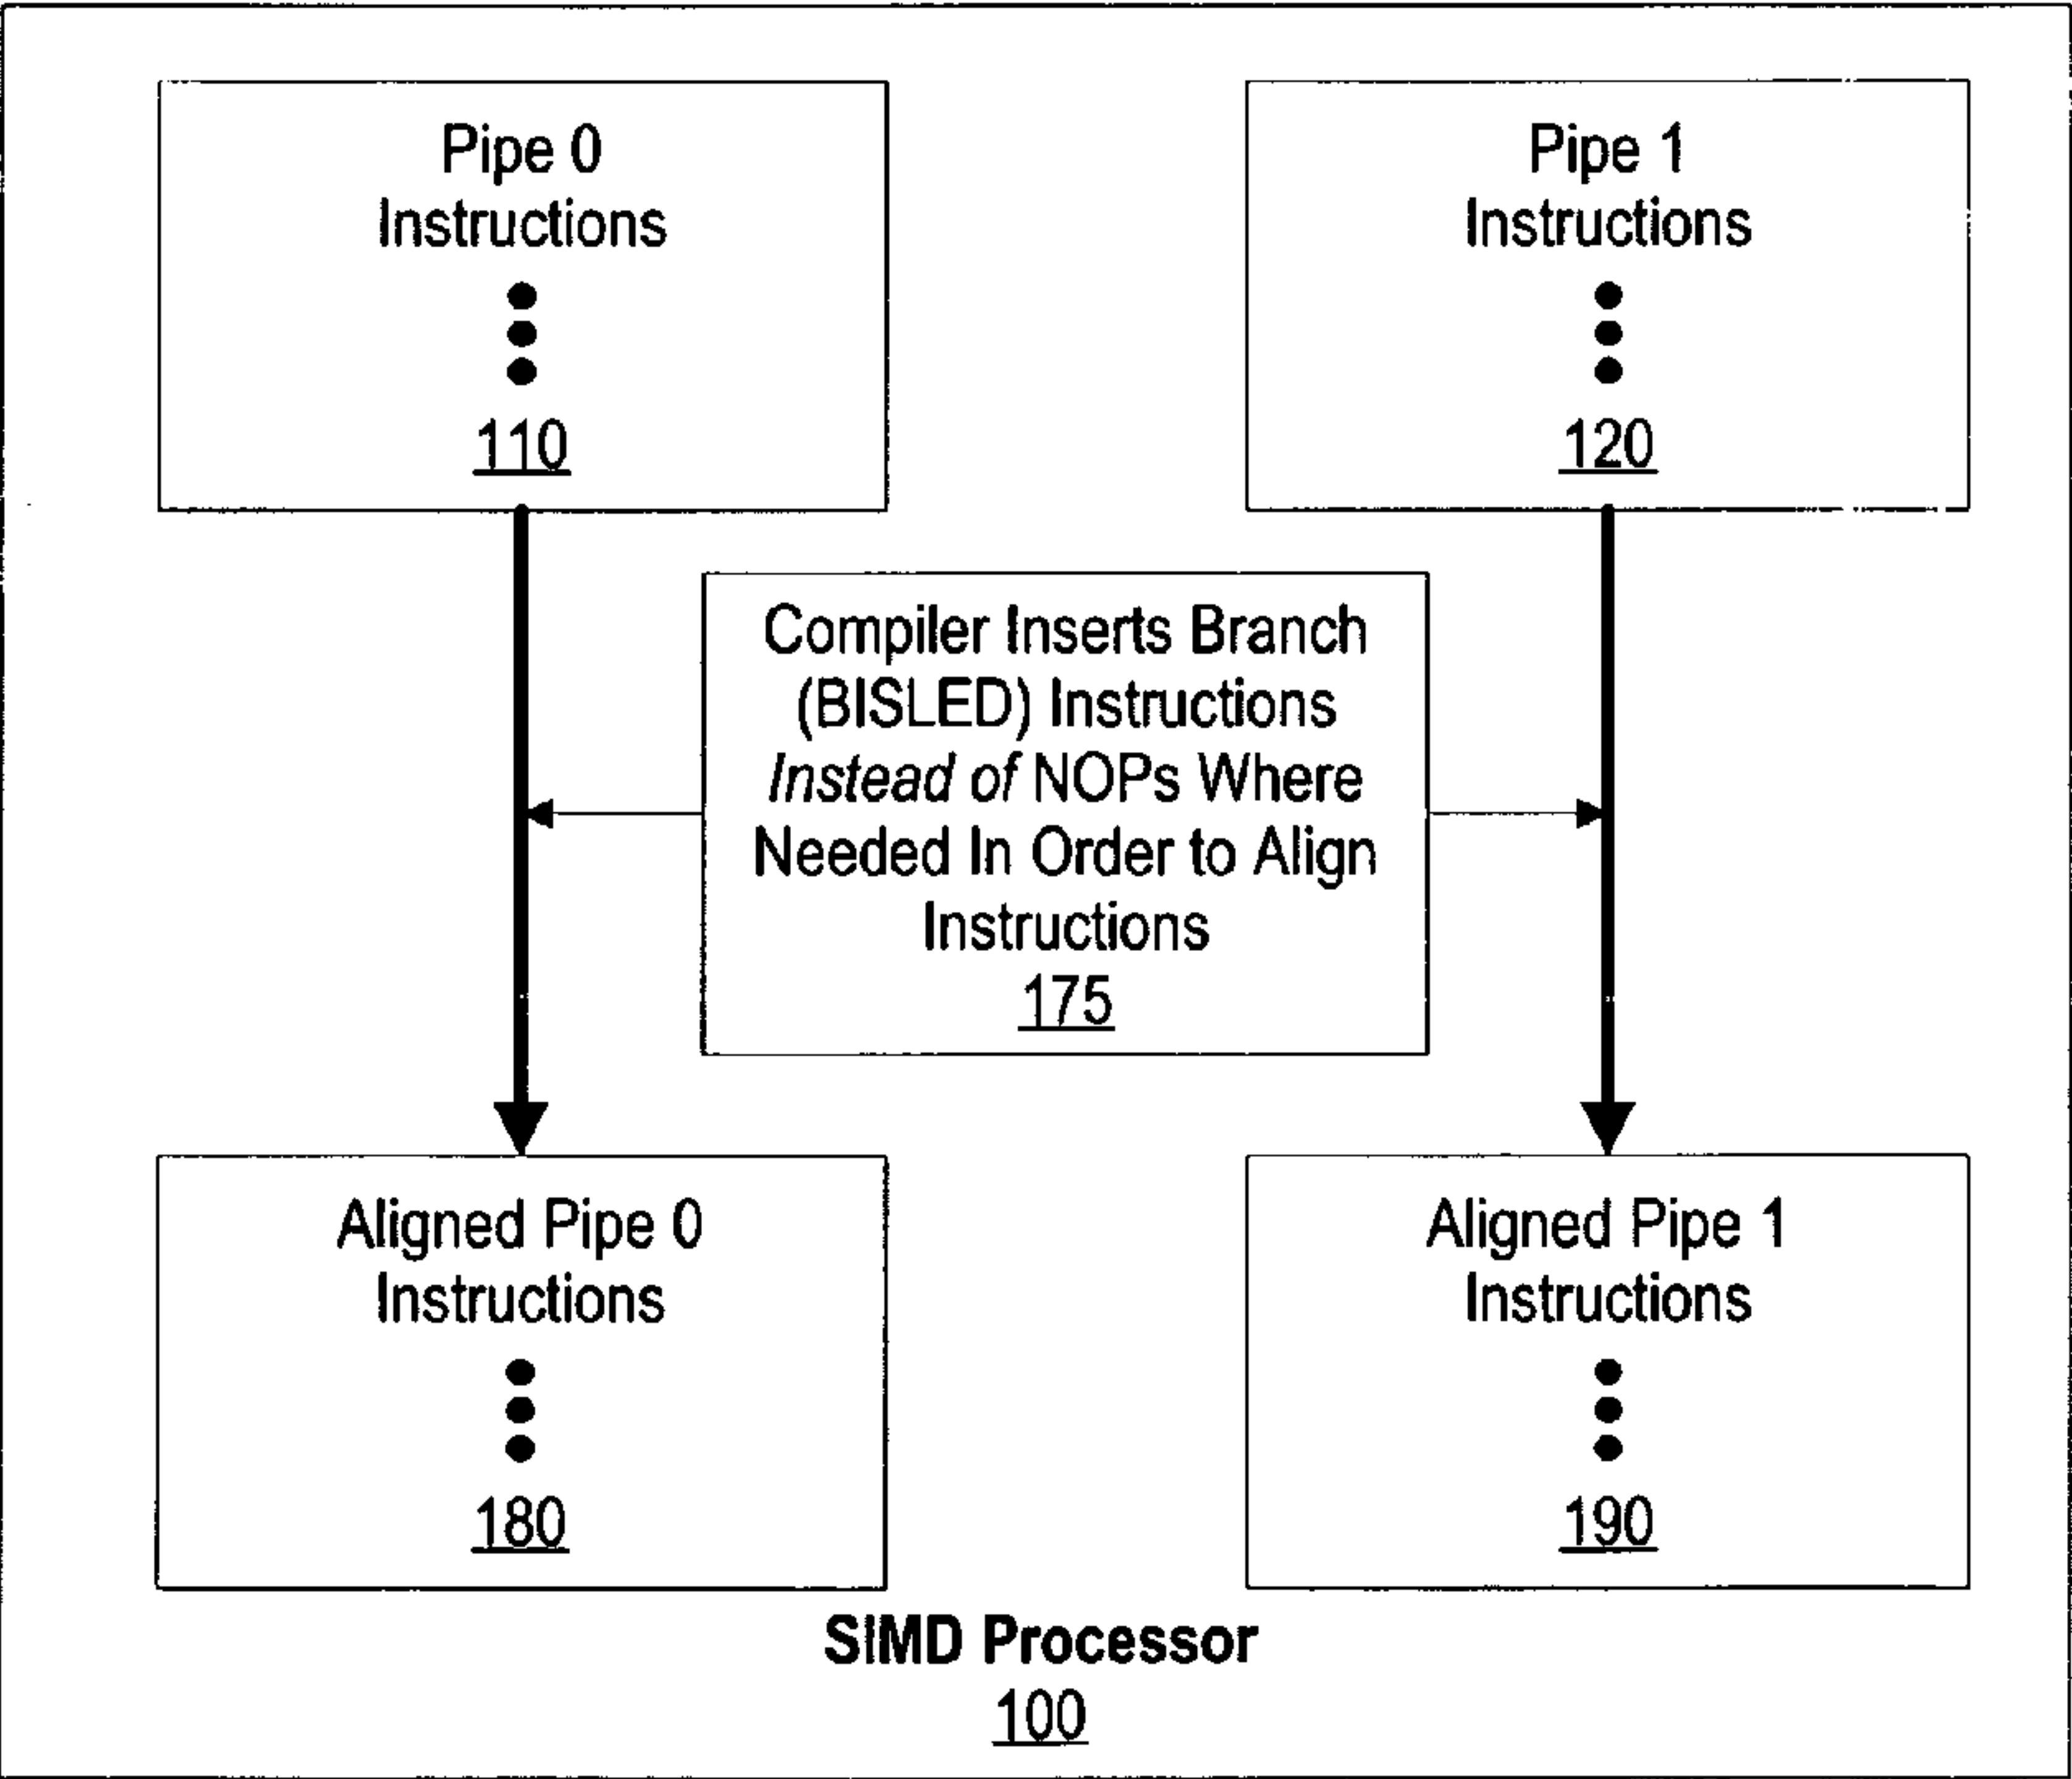 Pipe 0
Instructions
110
Pipe 1
Instructions
120
Compiler Inserts Branch
(BISLED) Instructions
Instead of NOPs Where
Needed In Order to Align
Instructions
175
Aligned Pipe 0
Instructions
180
Aligned Pipe 1
Instructions
190
SIMD Processor
100